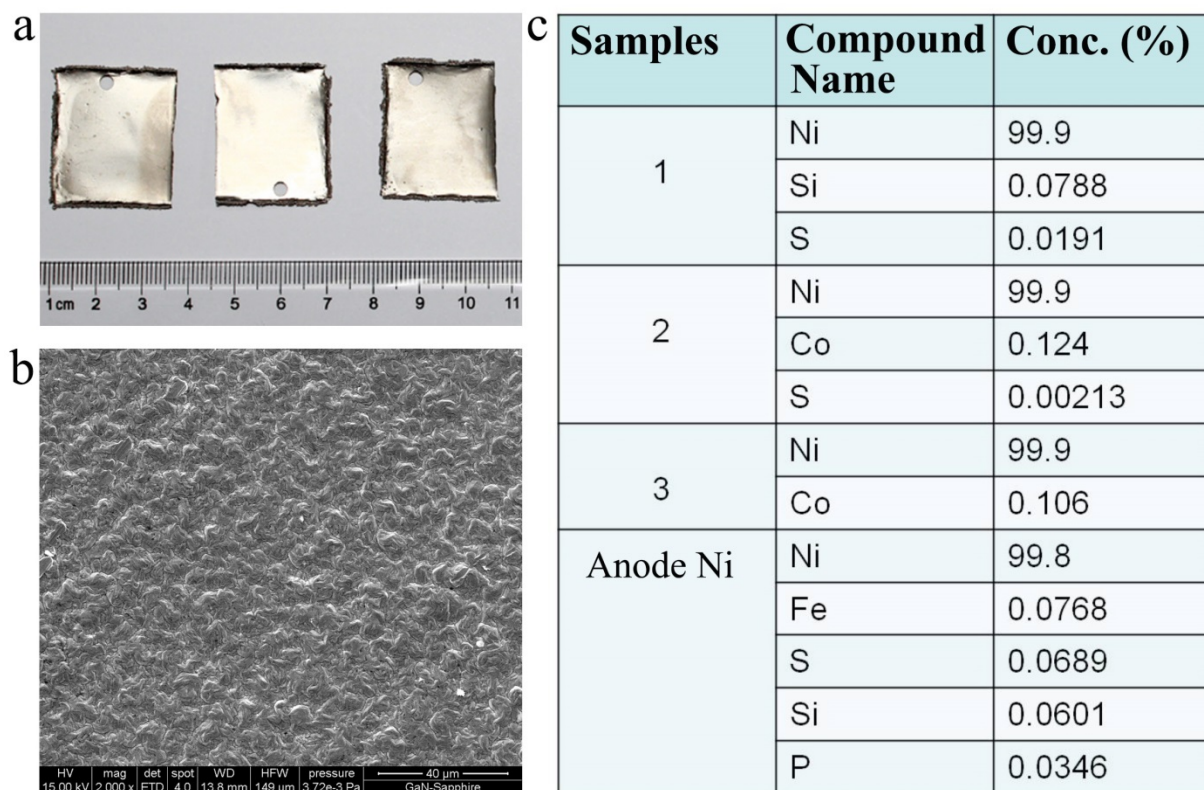 a
1 cm 2 3 4 5 6 7 8 9 10 11
b
HV mag det spot WD HFW pressure 40 µm
15.00 kV 2 000 x ETD 4.0 13.8 mm 149 µm 3.72e-3 Pa GaN-Sapphire
c
Samples Compound Name Conc. (%)
1 Ni 99.9
Si 0.0788
S 0.0191
2 Ni 99.9
Co 0.124
S 0.00213
3 Ni 99.9
Co 0.106
Anode Ni Ni 99.8
Fe 0.0768
S 0.0689
Si 0.0601
P 0.0346